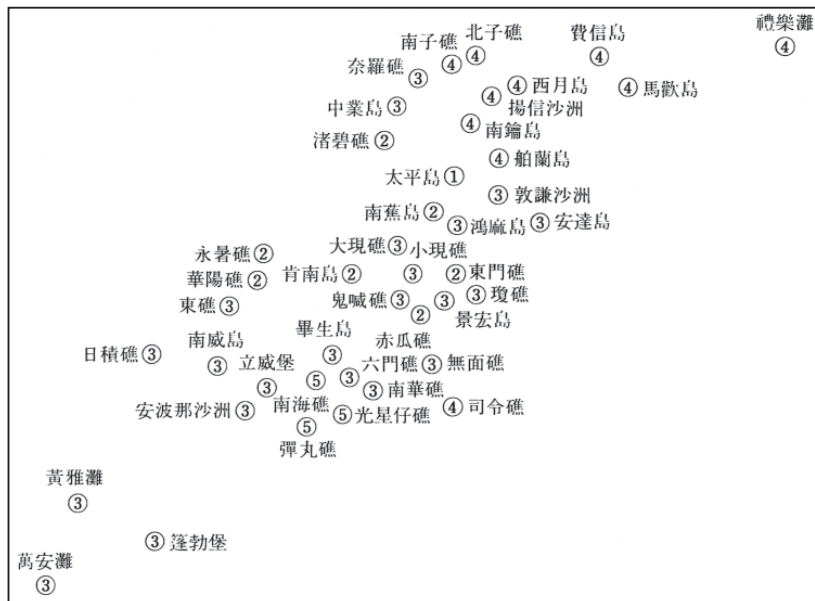 禮樂灘
④
北子礁
④
費信島
④
南子礁
④
奈羅礁
③
④西月島
④馬歡島
④
揚信沙洲
中業島③
④
南鑰島
渚碧礁②
④舶蘭島
太平島①
③敦謙沙洲
南蕉島②
③鴻庥島
③安達島
大現礁③
小現礁
③
永暑礁②
華陽礁②
肯南島②
②東門礁
東礁③
鬼喊礁③
③
③瓊礁
景宏島
②
赤瓜礁
畢生島
③
南威島
③
日積礁③
立威堡
③
⑤
南海礁
六門礁
③
③無面礁
③南華礁
安波那沙洲③
⑤光星仔礁
④司令礁
⑤
彈丸礁
黃雅灘
③
③篷勃堡
萬安灘
③